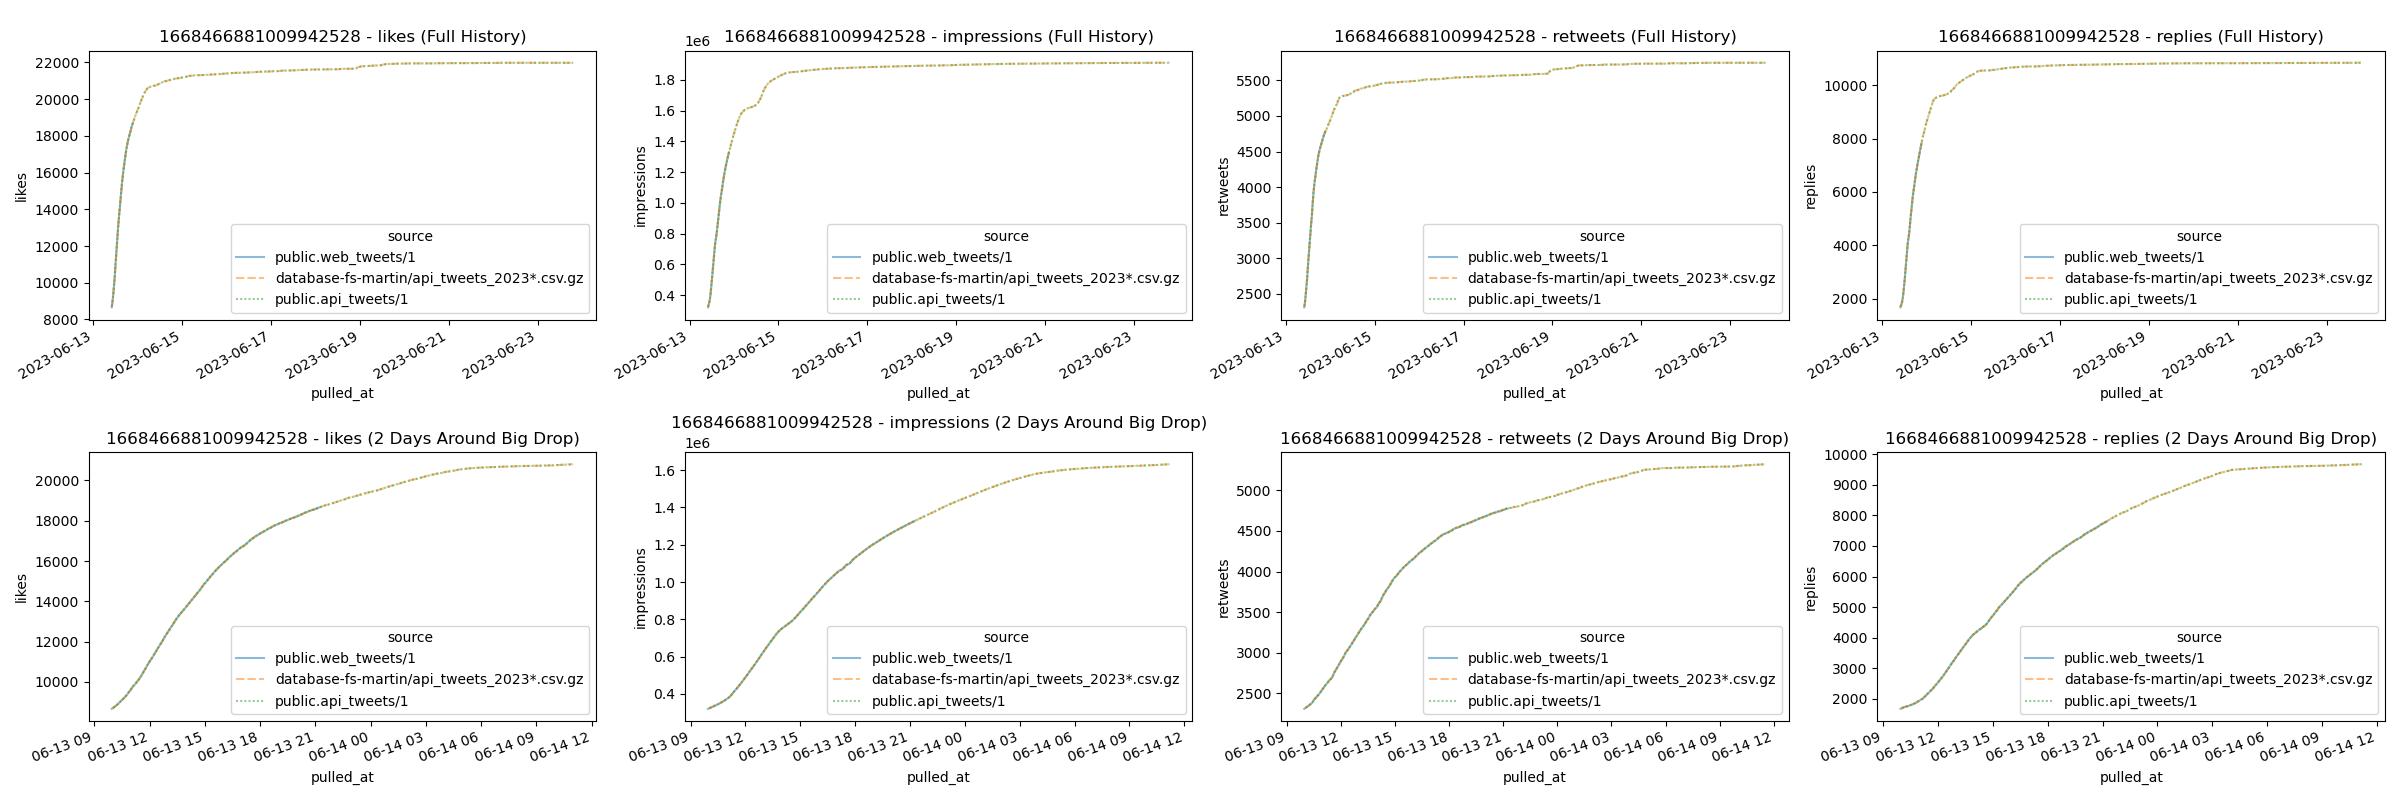 1668466881009942528 - likes (Full History)
likes
22000
20000
18000
16000
14000
12000
10000
8000
2023-06-13
2023-06-15
2023-06-17
2023-06-19
2023-06-21
2023-06-23
pulled_at
source
public.web_tweets/1
database-fs-martin/api_tweets_2023*.csv.gz
public.api_tweets/1
1668466881009942528 - impressions (Full History)
1e6
impressions
1.8
1.6
1.4
1.2
1.0
0.8
0.6
0.4
2023-06-13
2023-06-15
2023-06-17
2023-06-19
2023-06-21
2023-06-23
pulled_at
source
public.web_tweets/1
database-fs-martin/api_tweets_2023*.csv.gz
public.api_tweets/1
1668466881009942528 - retweets (Full History)
retweets
5500
5000
4500
4000
3500
3000
2500
2023-06-13
2023-06-15
2023-06-17
2023-06-19
2023-06-21
2023-06-23
pulled_at
source
public.web_tweets/1
database-fs-martin/api_tweets_2023*.csv.gz
public.api_tweets/1
1668466881009942528 - replies (Full History)
replies
10000
8000
6000
4000
2000
2023-06-13
2023-06-15
2023-06-17
2023-06-19
2023-06-21
2023-06-23
pulled_at
source
public.web_tweets/1
database-fs-martin/api_tweets_2023*.csv.gz
public.api_tweets/1
1668466881009942528 - likes (2 Days Around Big Drop)
likes
20000
18000
16000
14000
12000
10000
06-13 09
06-13 12
06-13 15
06-13 18
06-13 21
06-14 00
06-14 03
06-14 06
06-14 09
06-14 12
pulled_at
source
public.web_tweets/1
database-fs-martin/api_tweets_2023*.csv.gz
public.api_tweets/1
1668466881009942528 - impressions (2 Days Around Big Drop)
1e6
impressions
1.6
1.4
1.2
1.0
0.8
0.6
0.4
06-13 09
06-13 12
06-13 15
06-13 18
06-13 21
06-14 00
06-14 03
06-14 06
06-14 09
06-14 12
pulled_at
source
public.web_tweets/1
database-fs-martin/api_tweets_2023*.csv.gz
public.api_tweets/1
1668466881009942528 - retweets (2 Days Around Big Drop)
retweets
5000
4500
4000
3500
3000
2500
06-13 09
06-13 12
06-13 15
06-13 18
06-13 21
06-14 00
06-14 03
06-14 06
06-14 09
06-14 12
pulled_at
source
public.web_tweets/1
database-fs-martin/api_tweets_2023*.csv.gz
public.api_tweets/1
1668466881009942528 - replies (2 Days Around Big Drop)
replies
10000
9000
8000
7000
6000
5000
4000
3000
2000
06-13 09
06-13 12
06-13 15
06-13 18
06-13 21
06-14 00
06-14 03
06-14 06
06-14 09
06-14 12
pulled_at
source
public.web_tweets/1
database-fs-martin/api_tweets_2023*.csv.gz
public.api_tweets/1